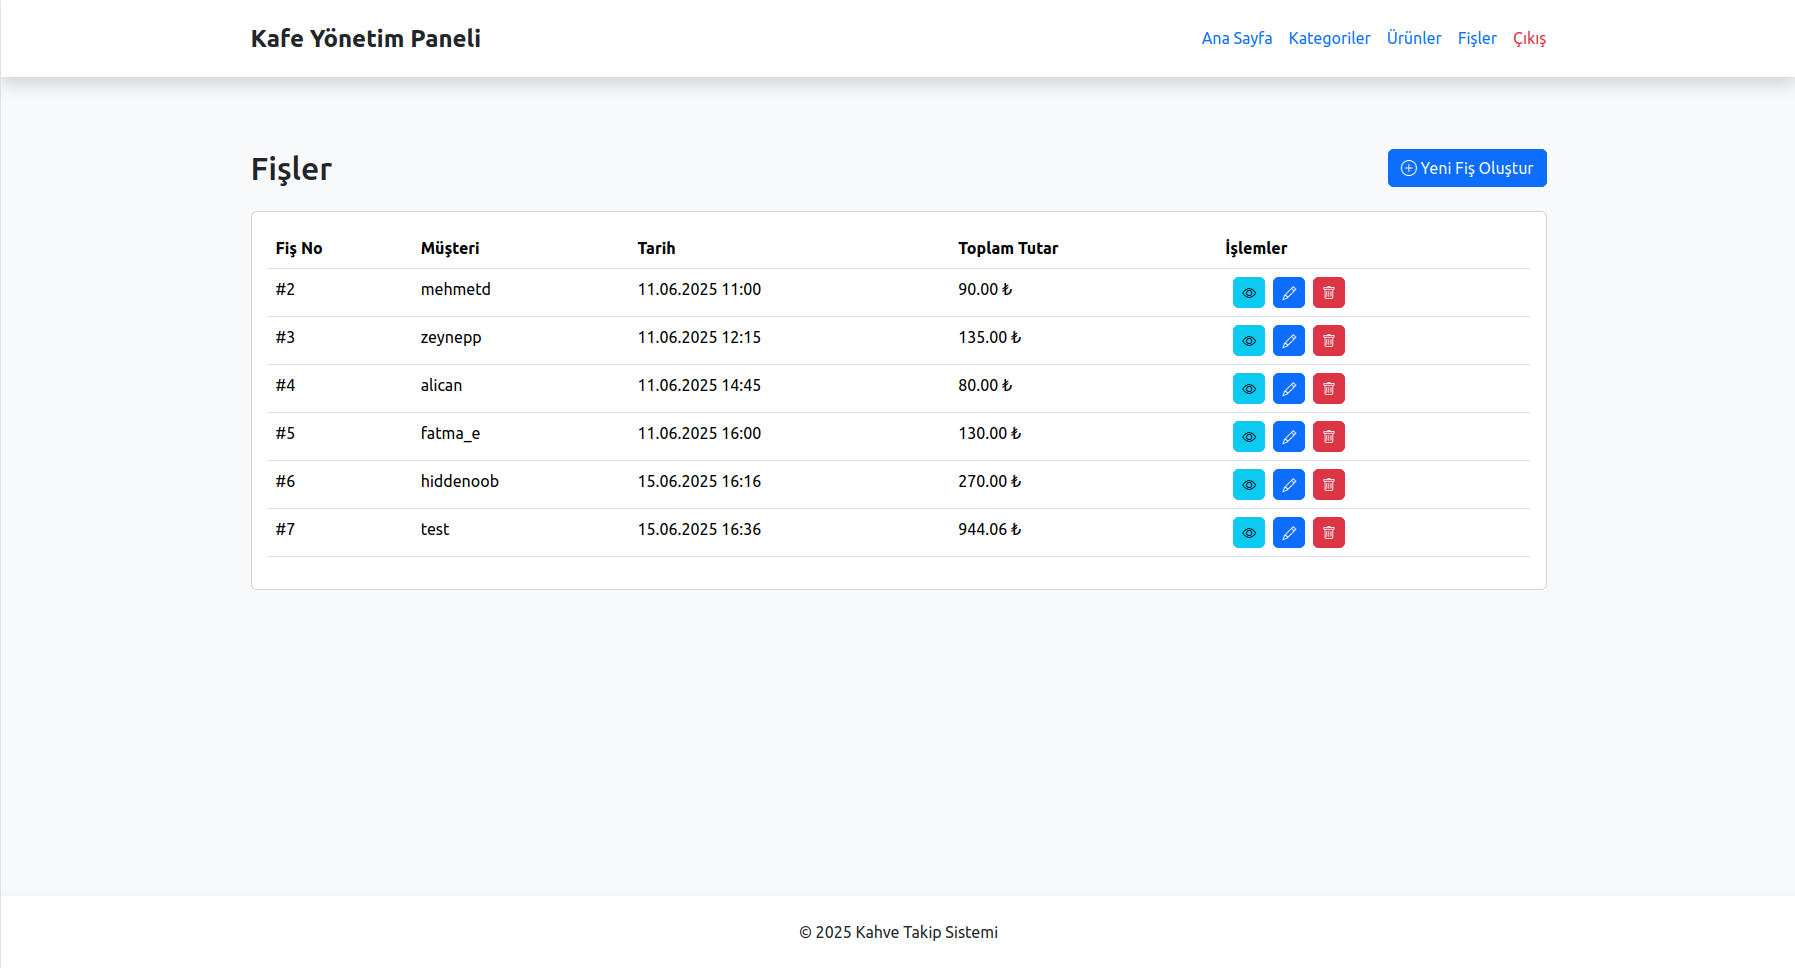 Kafe Yönetim Paneli
Ana Sayfa Kategoriler Ürünler Fişler Çıkış
Fişler
Yeni Fiş Oluştur
Fiş No Müşteri Tarih Toplam Tutar İşlemler
#2 mehmetd 11.06.2025 11:00 90.00 ₺
#3 zeynepp 11.06.2025 12:15 135.00 ₺
#4 alican 11.06.2025 14:45 80.00 ₺
#5 fatma_e 11.06.2025 16:00 130.00 ₺
#6 hiddenoob 15.06.2025 16:16 270.00 ₺
#7 test 15.06.2025 16:36 944.06 ₺
© 2025 Kahve Takip Sistemi